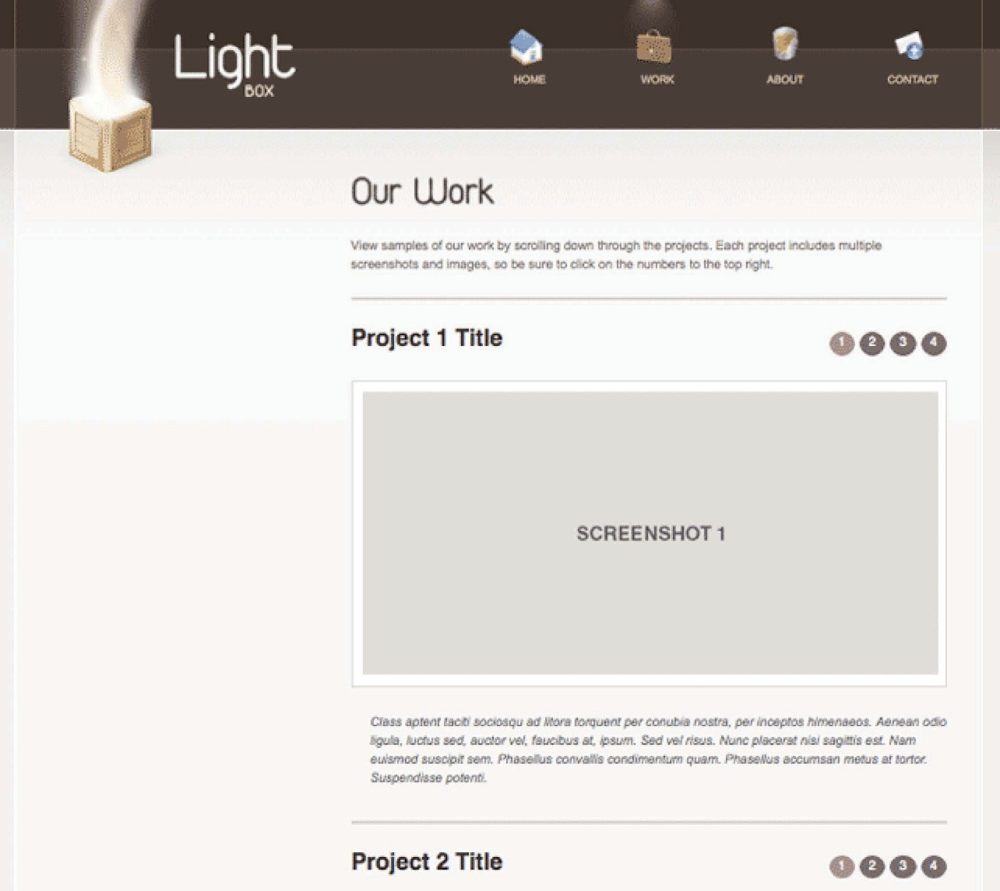 Light
BOX
HOME
WORK
ABOUT
CONTACT
Our Work
View samples of our work by scrolling down through the projects. Each project includes multiple
screenshots and images, so be sure to click on the numbers to the top right.
Project 1 Title
1 2 3 4
SCREENSHOT 1
Class aptent taciti sociosqu ad litora torquent per conubia nostra, per inceptos himenaeos. Aenean odio
ligula, luctus sed, auctor vel, faucibus at, ipsum. Sed vel risus. Nunc placerat nisi sagittis est. Nam
euismod suscipit sem. Phasellus convallis condimentum quam. Phasellus accumsan metus at tortor.
Suspendisse potenti.
Project 2 Title
1 2 3 4